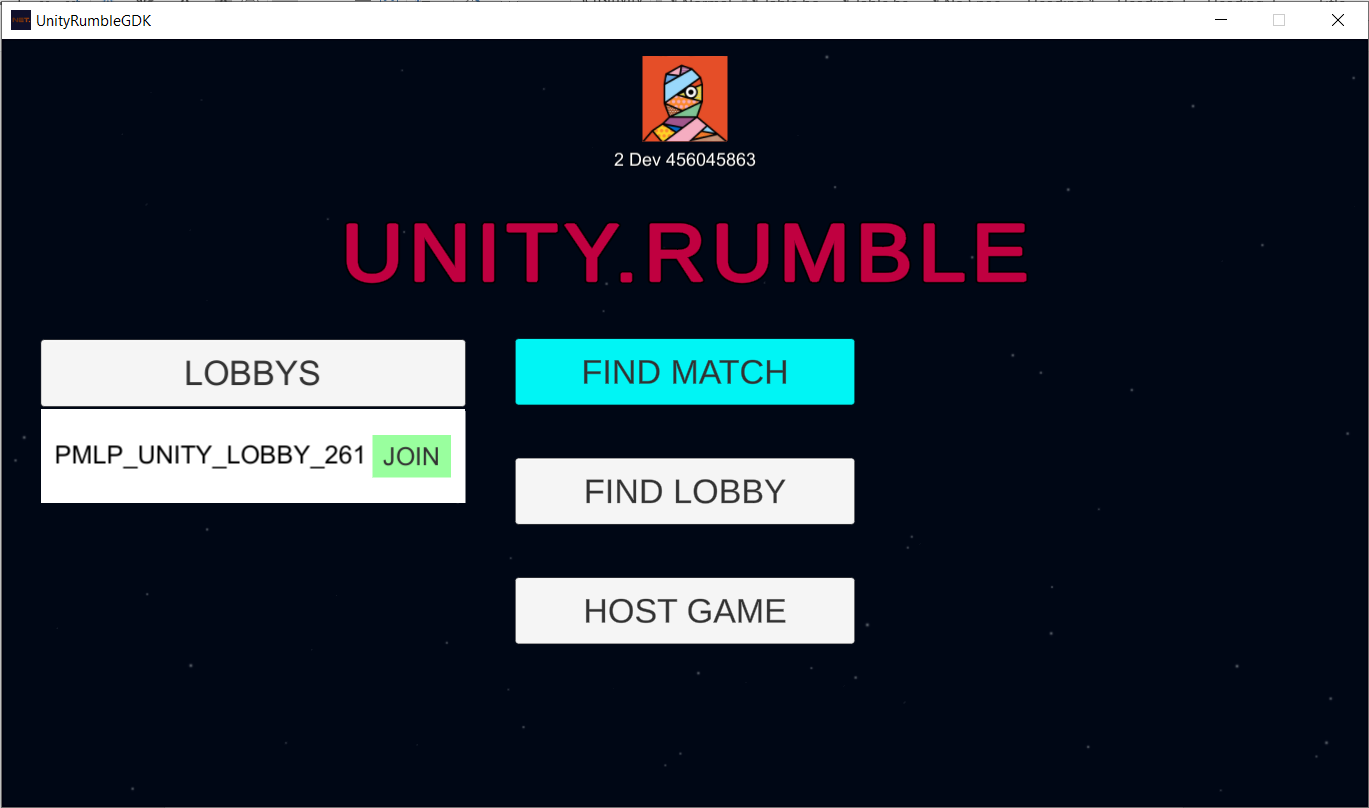 UnityRumbleGDK
2 Dev 456045863
UNITY.RUMBLE
LOBBYS
PMLP_UNITY_LOBBY_261 JOIN
FIND MATCH
FIND LOBBY
HOST GAME